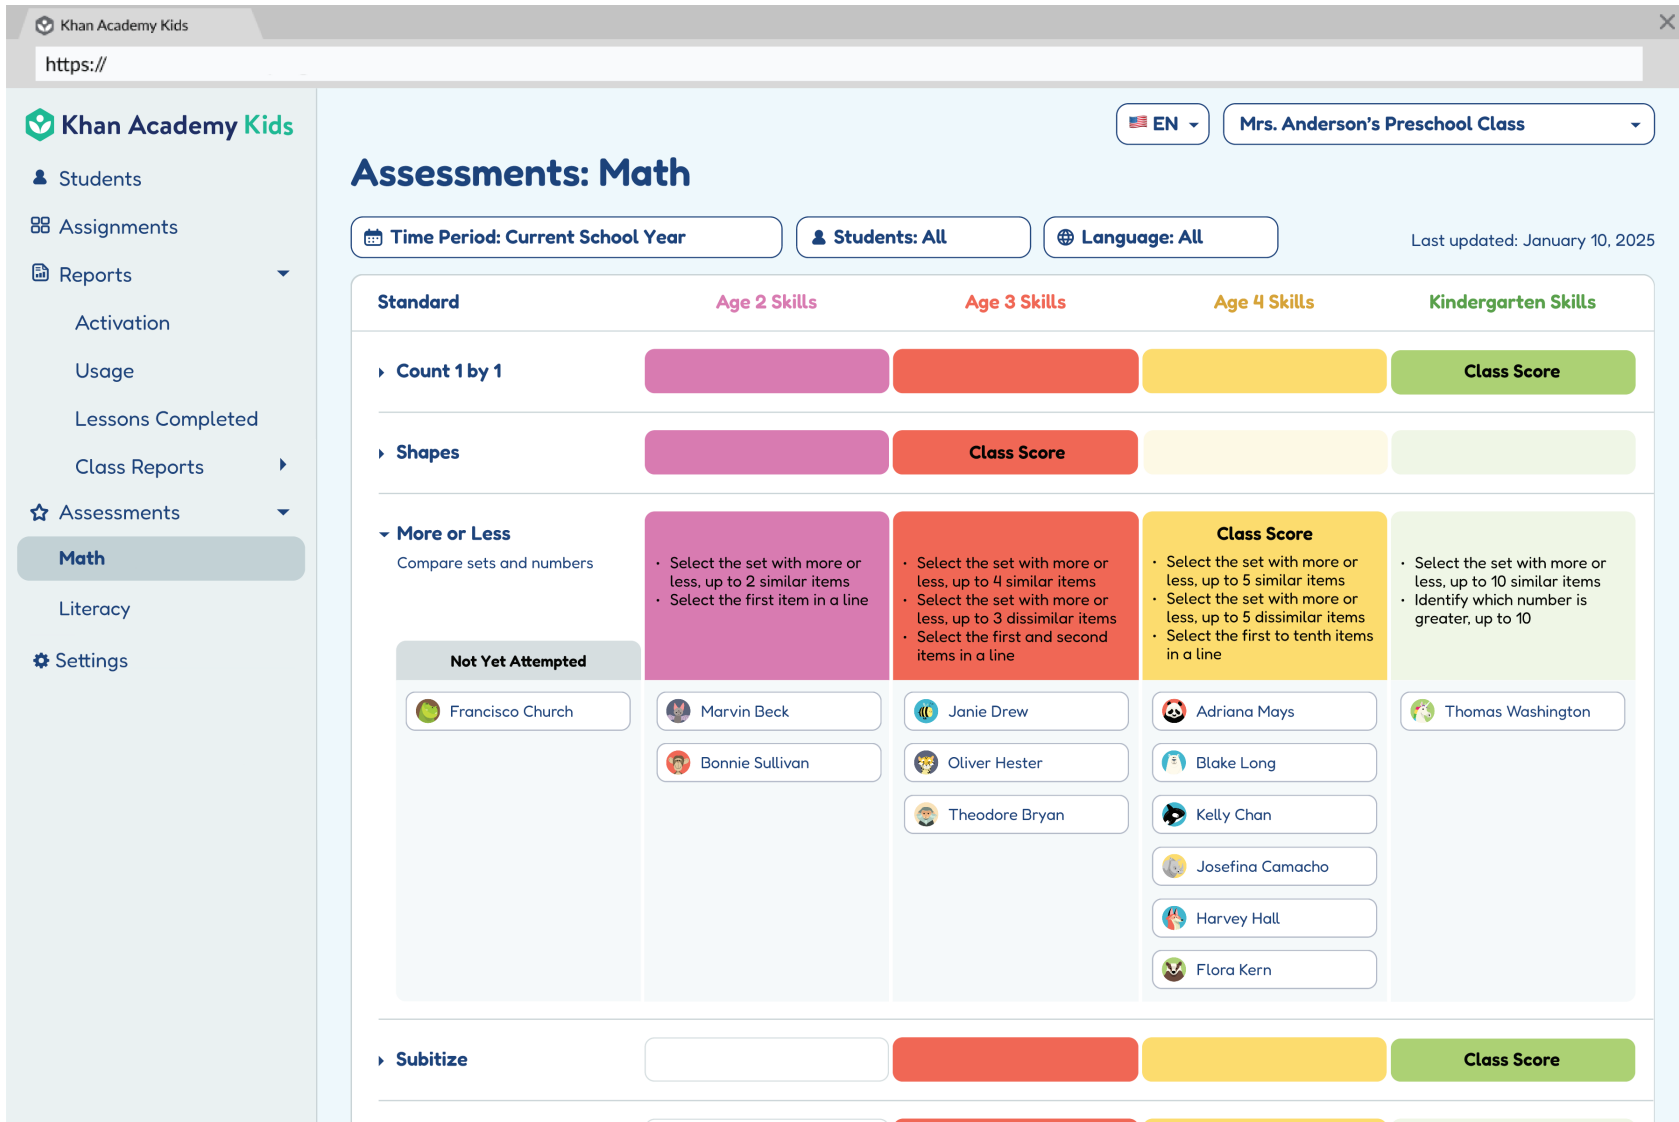 Khan Academy Kids
https://
Khan Academy Kids
Students
Assignments
Reports
Activation
Usage
Lessons Completed
Class Reports
Assessments
Math
Literacy
Settings
EN
Mrs. Anderson's Preschool Class
Assessments: Math
Time Period: Current School Year
Students: All
Language: All
Last updated: January 10, 2025
Standard
Age 2 Skills
Age 3 Skills
Age 4 Skills
Kindergarten Skills
Count 1 by 1
Class Score
Shapes
Class Score
More or Less
Compare sets and numbers
Not Yet Attempted
Francisco Church
• Select the set with more or
less, up to 2 similar items
• Select the first item in a line
Marvin Beck
Bonnie Sullivan
• Select the set with more or
less, up to 4 similar items
• Select the set with more or
less, up to 3 dissimilar items
• Select the first and second
items in a line
Janie Drew
Oliver Hester
Theodore Bryan
Class Score
• Select the set with more or
less, up to 5 similar items
• Select the set with more or
less, up to 5 dissimilar items
• Select the first to tenth items
in a line
Adriana Mays
Blake Long
Kelly Chan
Josefina Camacho
Harvey Hall
Flora Kern
• Select the set with more or
less, up to 10 similar items
• Identify which number is
greater, up to 10
Thomas Washington
Subitize
Class Score